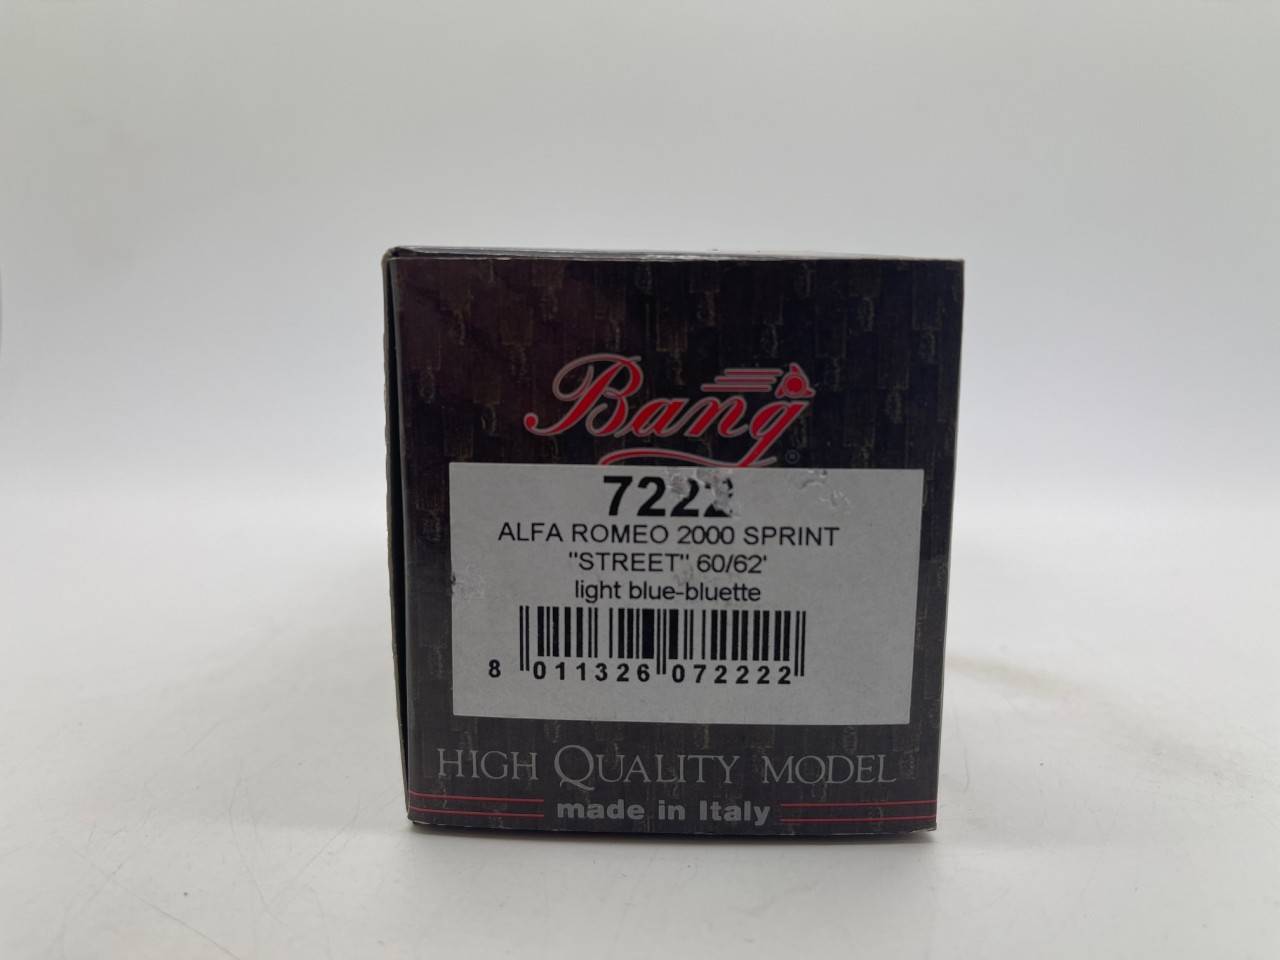 Bang
®
7222
ALFA ROMEO 2000 SPRINT
"STREET" 60/62'
light blue-bluette
8 011326 072222
HIGH QUALITY MODEL
made in Italy